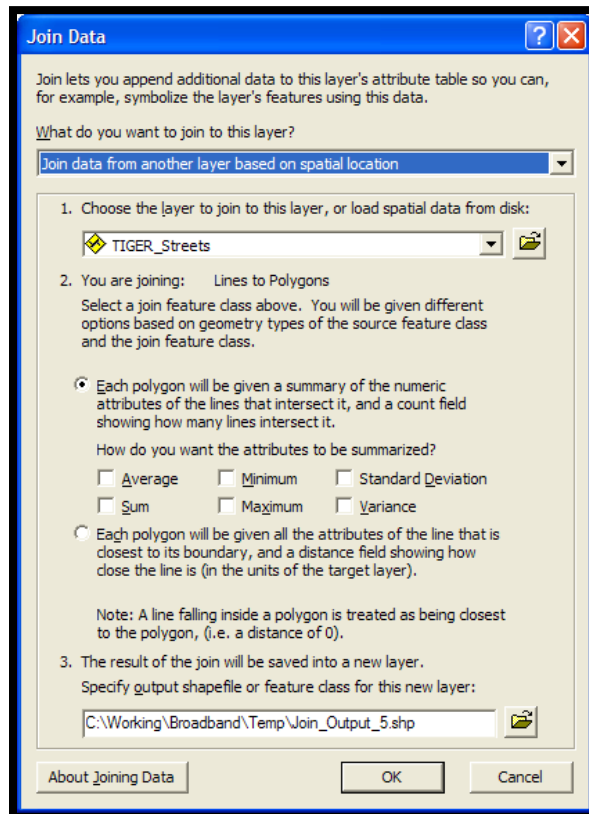 Join Data
Join lets you append additional data to this layer's attribute table so you can,
for example, symbolize the layer's features using this data.
What do you want to join to this layer?
Join data from another layer based on spatial location
1. Choose the layer to join to this layer, or load spatial data from disk:
TIGER_Streets
2. You are joining: Lines to Polygons
Select a join feature class above. You will be given different
options based on geometry types of the source feature class
and the join feature class.
Each polygon will be given a summary of the numeric
attributes of the lines that intersect it, and a count field
showing how many lines intersect it.
How do you want the attributes to be summarized?
Average Minimum Standard Deviation
Sum Maximum Variance
Each polygon will be given all the attributes of the line that is
closest to its boundary, and a distance field showing how
close the line is (in the units of the target layer).
Note: A line falling inside a polygon is treated as being closest
to the polygon, (i.e. a distance of 0).
3. The result of the join will be saved into a new layer.
Specify output shapefile or feature class for this new layer:
C:\Working\Broadband\Temp\Join_Output_5.shp
About Joining Data OK Cancel